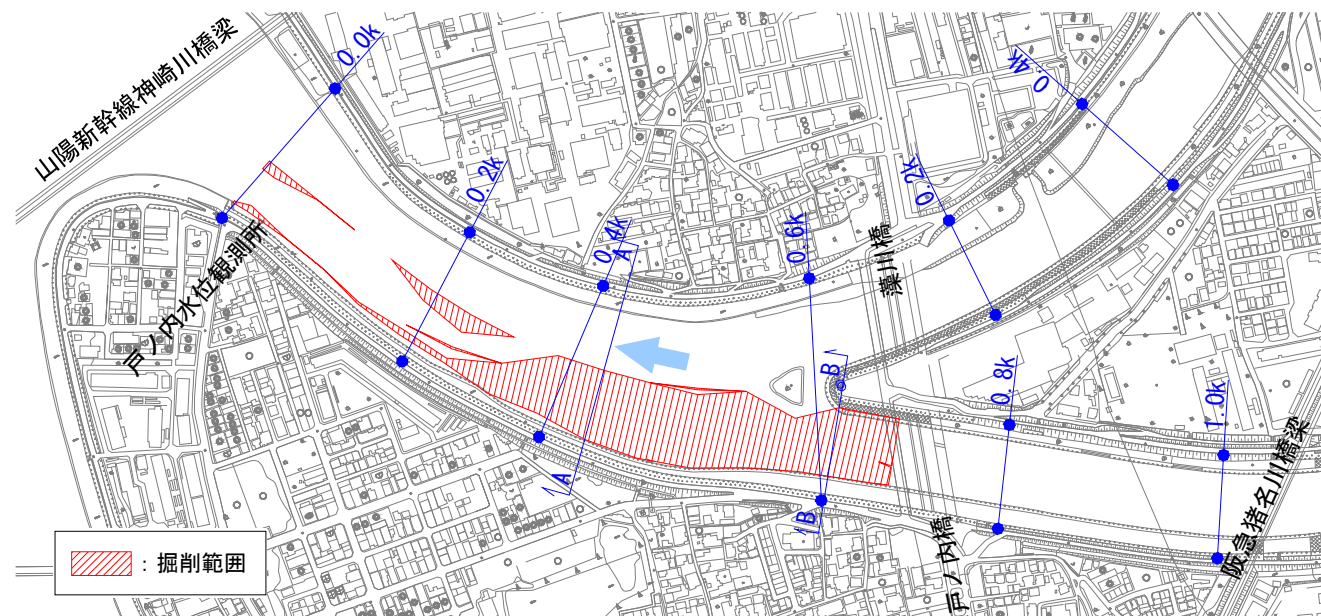 山陽新幹線神崎川橋梁
0.0k
0.2k
0.4k
A
0.6k
藻川橋
0.2k
0.4k
戸ノ内水位観測所
B
0.8k
1.0k
A
B
戸ノ内橋
阪急猪名川橋梁
：掘削範囲